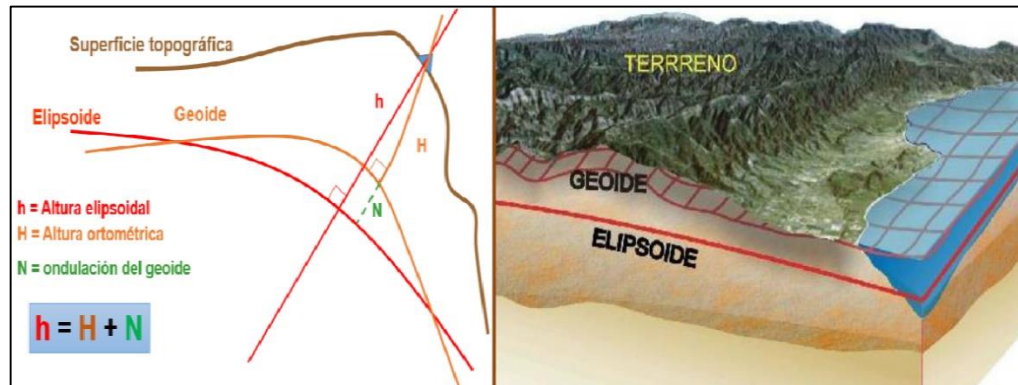 Superficie topográfica
Elipsoide
Geoide
h
H
N
h = Altura elipsoidal
H = Altura ortométrica
N = ondulación del geoide
h = H + N
TERRRENO
GEOIDE
ELIPSOIDE